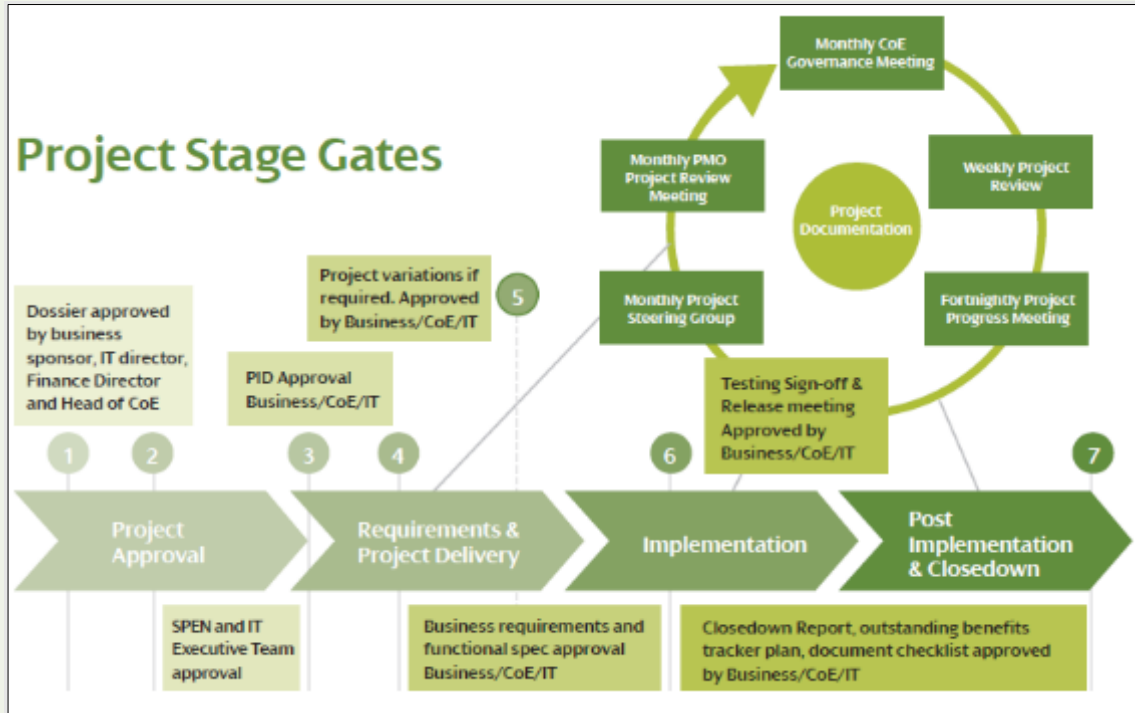 Project Stage Gates
Monthly CoE
Governance Meeting
Monthly PMO
Project Review
Meeting
Weekly Project
Review
Project
Documentation
Monthly Project
Steering Group
Fortnightly Project
Progress Meeting
Dossier approved
by business
sponsor, IT director,
Finance Director
and Head of CoE
PID Approval
Business/CoE/IT
Project variations if
required. Approved
by Business/CoE/IT
Testing Sign-off &
Release meeting
Approved by
Business/CoE/IT
1
2
3
4
5
6
7
Project
Approval
Requirements &
Project Delivery
Implementation
Post
Implementation
& Closedown
SPEN and IT
Executive Team
approval
Business requirements and
functional spec approval
Business/CoE/IT
Closedown Report, outstanding benefits
tracker plan, document checklist approved
by Business/CoE/IT